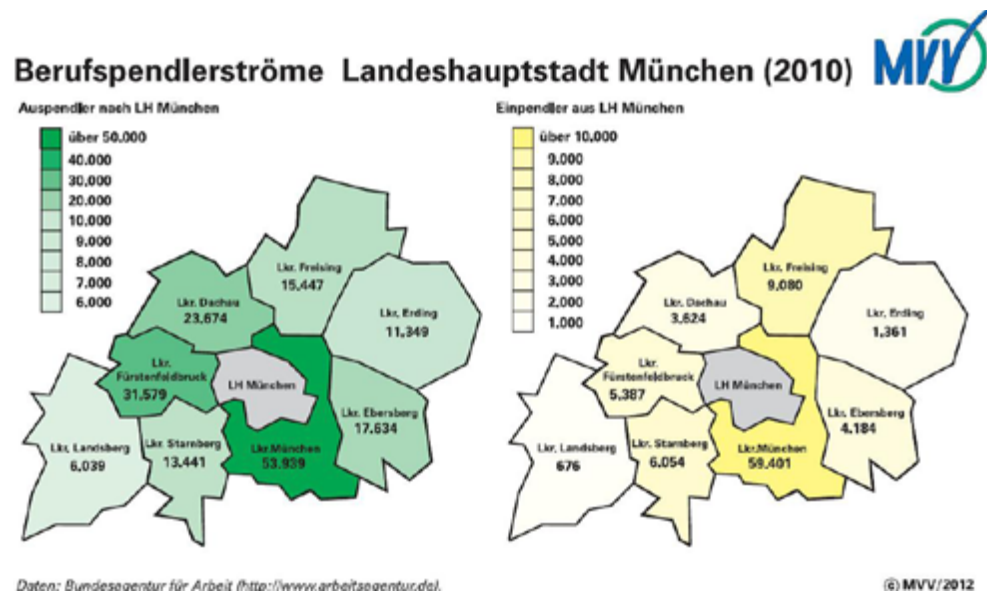 MVV
Berufspendlerströme Landeshauptstadt München (2010)
Auspendler nach LH München
über 50.000
40.000
30.000
20.000
10.000
9.000
8.000
7.000
6.000
Lkr. Freising
15.447
Lkr. Dachau
23.674
Lkr. Erding
11.349
Lkr.
Fürstenfeldbruck
31.579
LH München
Lkr. Ebersberg
17.634
Lkr. Landsberg
6.039
Lkr. Starnberg
13.441
Lkr.München
53.939
Einpendler aus LH München
über 10.000
9.000
8.000
7.000
6.000
5.000
4.000
3.000
2.000
1.000
Lkr. Freising
9.080
Lkr. Dachau
3.624
Lkr. Erding
1.361
Lkr.
Fürstenfeldbruck
5.387
LH München
Lkr. Ebersberg
4.184
Lkr. Landsberg
676
Lkr. Starnberg
6.054
Lkr.München
59.401
Daten: Bundesagentur für Arbeit (http://www.arbeitsagentur.de).
© MVV/2012